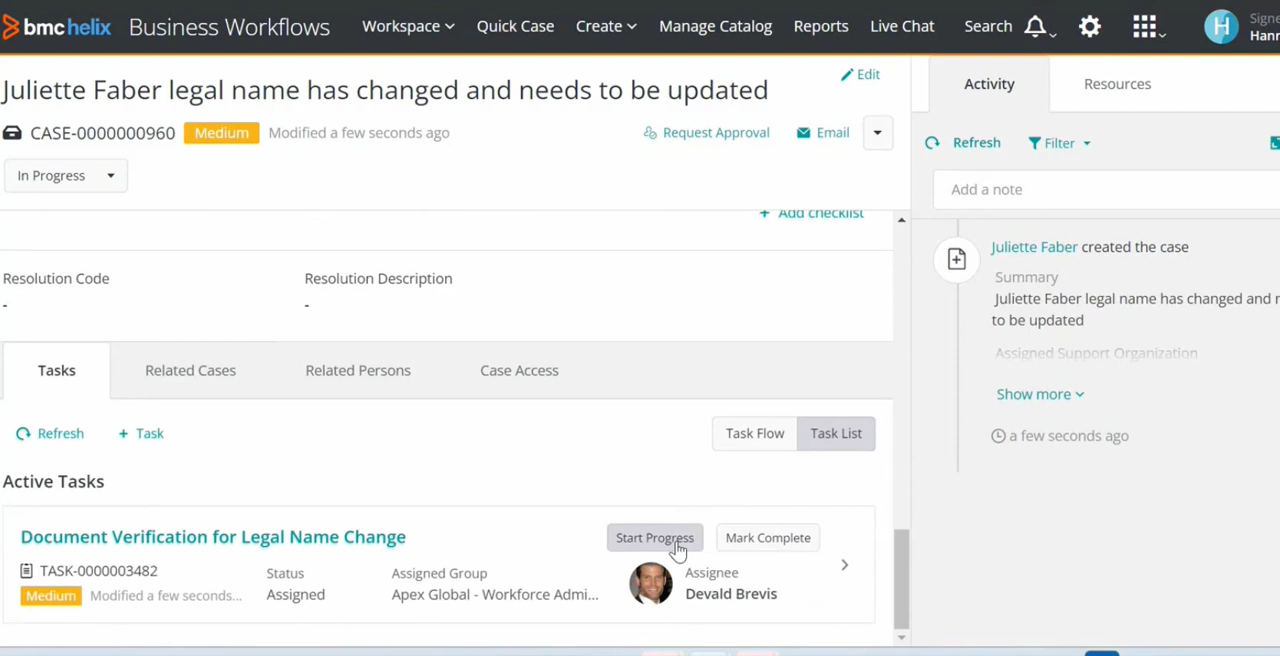 bmc helix Business Workflows Workspace Quick Case Create Manage Catalog Reports Live Chat Search H Signe
Hann
Juliette Faber legal name has changed and needs to be updated
Edit
CASE-0000000960 Medium Modified a few seconds ago Request Approval Email
In Progress
+ Add checklist
Resolution Code Resolution Description
- -
Tasks Related Cases Related Persons Case Access
Refresh + Task Task Flow Task List
Active Tasks
Document Verification for Legal Name Change Start Progress Mark Complete
TASK-0000003482 Status Assigned Group Assignee
Medium Modified a few seconds... Assigned Apex Global - Workforce Admi... Devald Brevis
Activity Resources
Refresh Filter
Add a note
Juliette Faber created the case
Summary
Juliette Faber legal name has changed and
to be updated
Assigned Support Organization
Show more
a few seconds ago